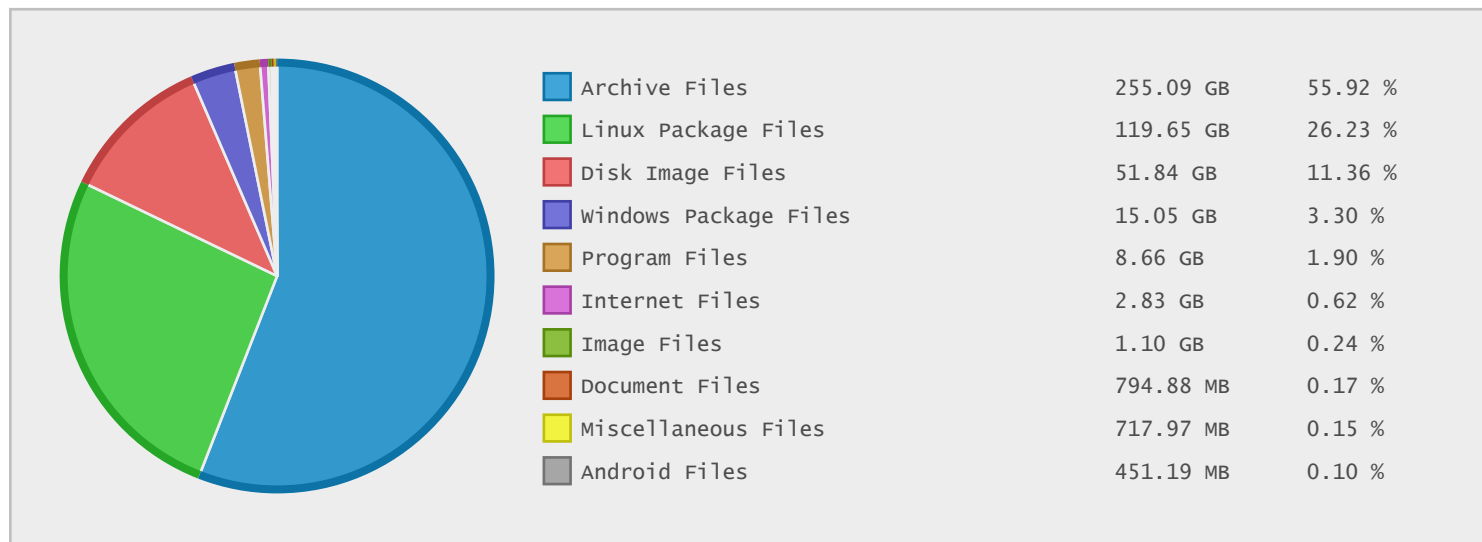 Archive Files 255.09 GB 55.92 %
Linux Package Files 119.65 GB 26.23 %
Disk Image Files 51.84 GB 11.36 %
Windows Package Files 15.05 GB 3.30 %
Program Files 8.66 GB 1.90 %
Internet Files 2.83 GB 0.62 %
Image Files 1.10 GB 0.24 %
Document Files 794.88 MB 0.17 %
Miscellaneous Files 717.97 MB 0.15 %
Android Files 451.19 MB 0.10 %